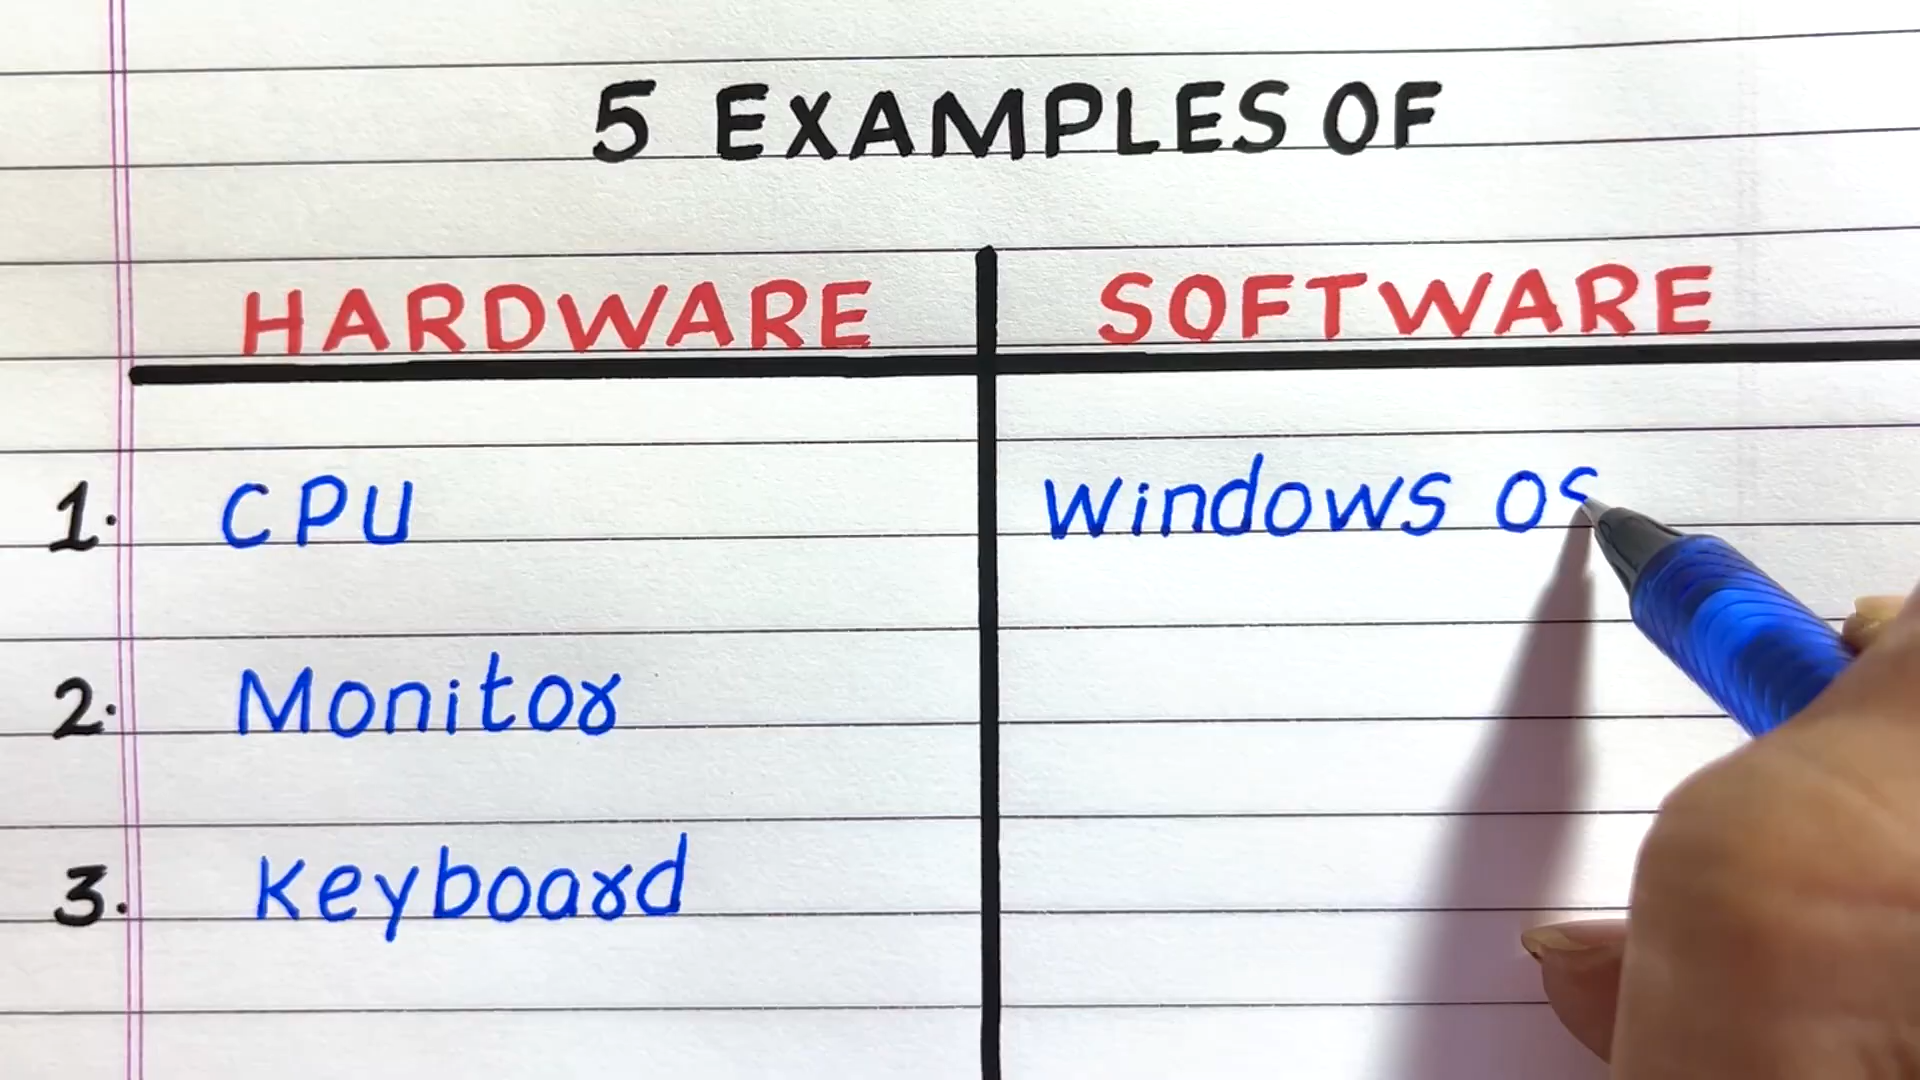 5 EXAMPLES OF
HARDWARE SOFTWARE
1. CPU Windows OS
2. Monitor
3. Keyboard